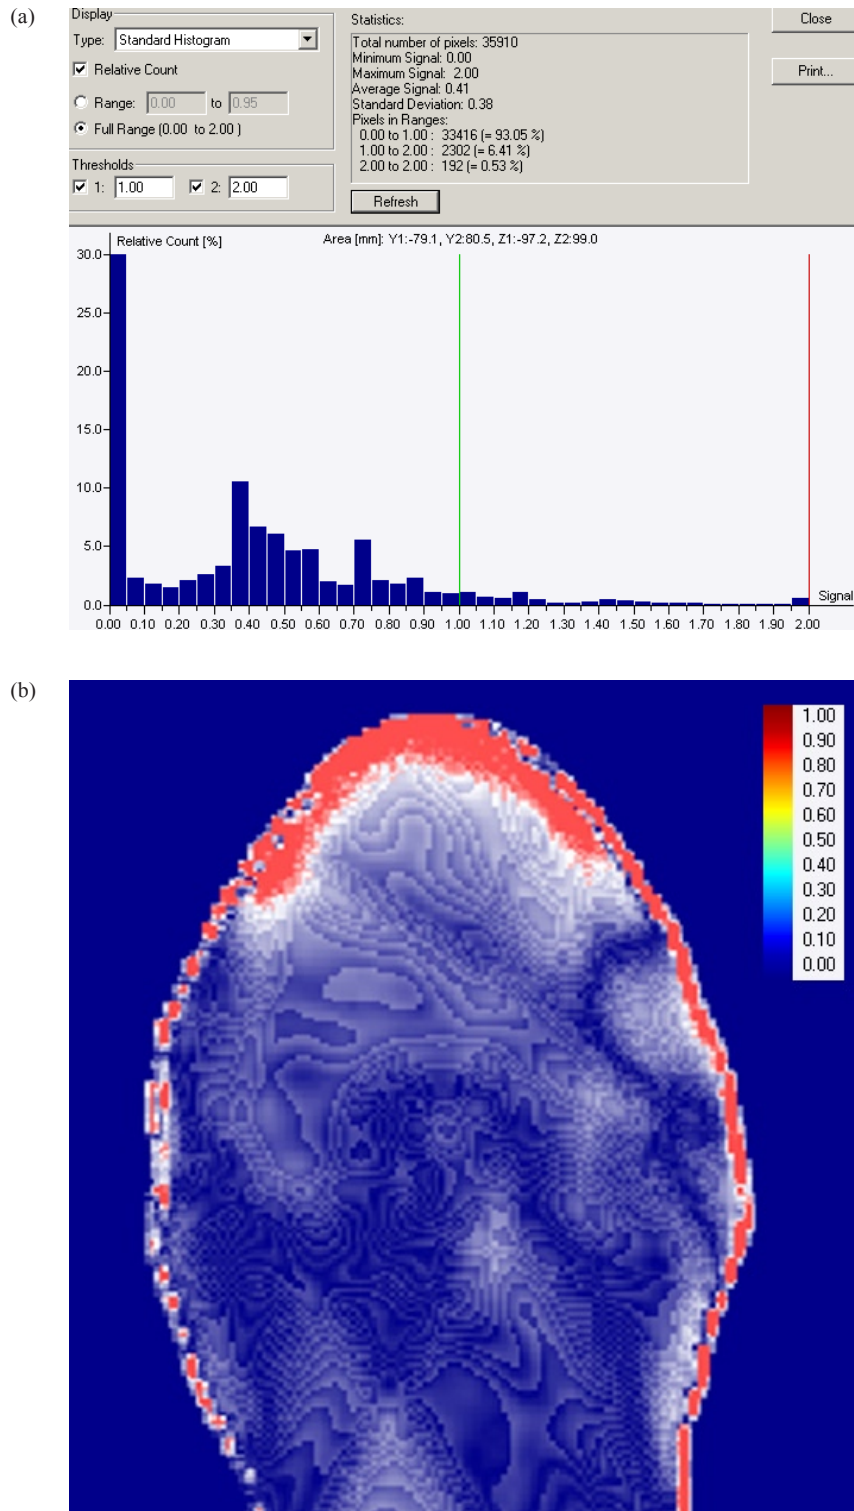 (a)
Display
Type: Standard Histogram
Relative Count
Range: 0.00 to 0.95
Full Range (0.00 to 2.00 )
Thresholds
1: 1.00 2: 2.00
Statistics:
Total number of pixels: 35910
Minimum Signal: 0.00
Maximum Signal: 2.00
Average Signal: 0.41
Standard Deviation: 0.38
Pixels in Ranges:
0.00 to 1.00 : 33416 (= 93.05 %)
1.00 to 2.00 : 2302 (= 6.41 %)
2.00 to 2.00 : 192 (= 0.53 %)
Refresh
Close
Print...
Relative Count [%]
Area [mm]: Y1:-79.1, Y2:80.5, Z1:-97.2, Z2:99.0
30.0
25.0
20.0
15.0
10.0
5.0
0.0
Signal
0.00 0.10 0.20 0.30 0.40 0.50 0.60 0.70 0.80 0.90 1.00 1.10 1.20 1.30 1.40 1.50 1.60 1.70 1.80 1.90 2.00
(b)
1.00
0.90
0.80
0.70
0.60
0.50
0.40
0.30
0.20
0.10
0.00